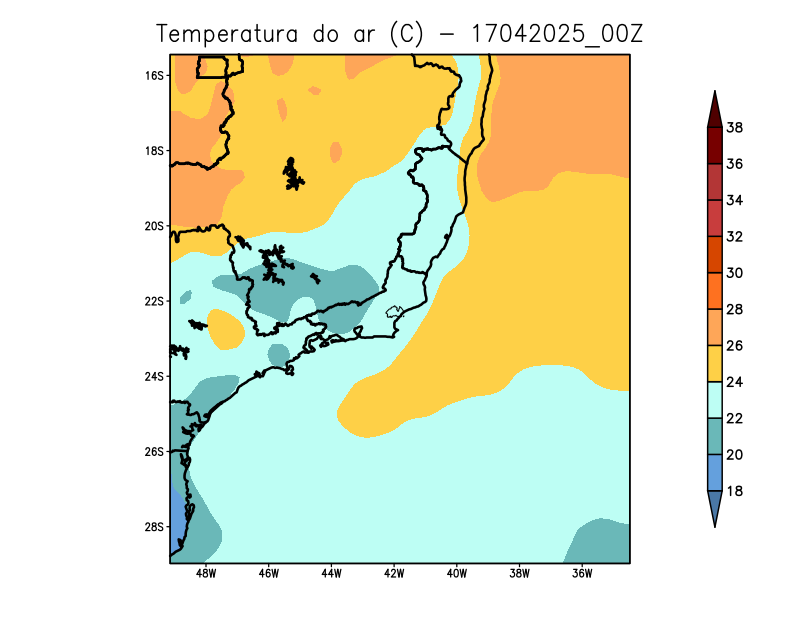 Temperatura do ar (C) – 17042025_00Z
16S
18S
20S
22S
24S
26S
28S
48W 46W 44W 42W 40W 38W 36W
38
36
34
32
30
28
26
24
22
20
18